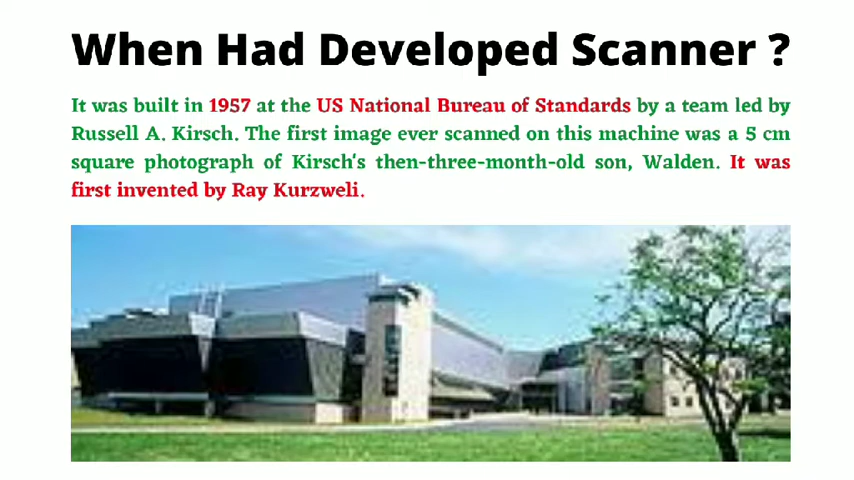 When Had Developed Scanner ?
It was built in 1957 at the US National Bureau of Standards by a team led by
Russell A. Kirsch. The first image ever scanned on this machine was a 5 cm
square photograph of Kirsch's then-three-month-old son, Walden. It was
first invented by Ray Kurzweli.